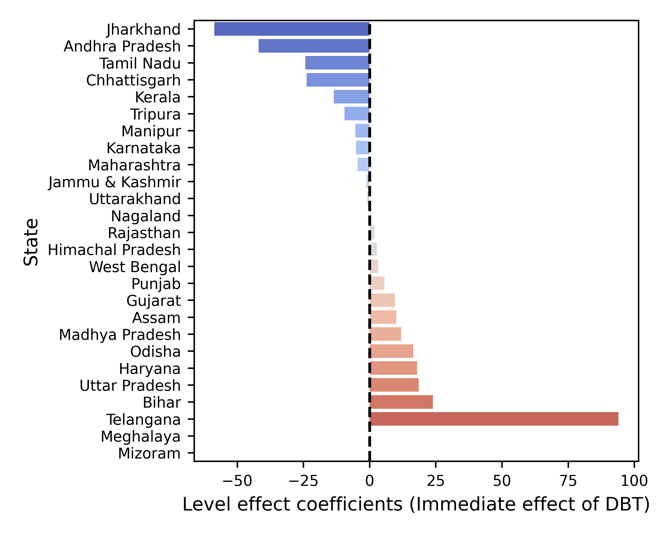 Jharkhand
Andhra Pradesh
Tamil Nadu
Chhattisgarh
Kerala
Tripura
Manipur
Karnataka
Maharashtra
Jammu & Kashmir
Uttarakhand
Nagaland
Rajasthan
Himachal Pradesh
West Bengal
Punjab
Gujarat
Assam
Madhya Pradesh
Odisha
Haryana
Uttar Pradesh
Bihar
Telangana
Meghalaya
Mizoram
State
−50 −25 0 25 50 75 100
Level effect coefficients (Immediate effect of DBT)